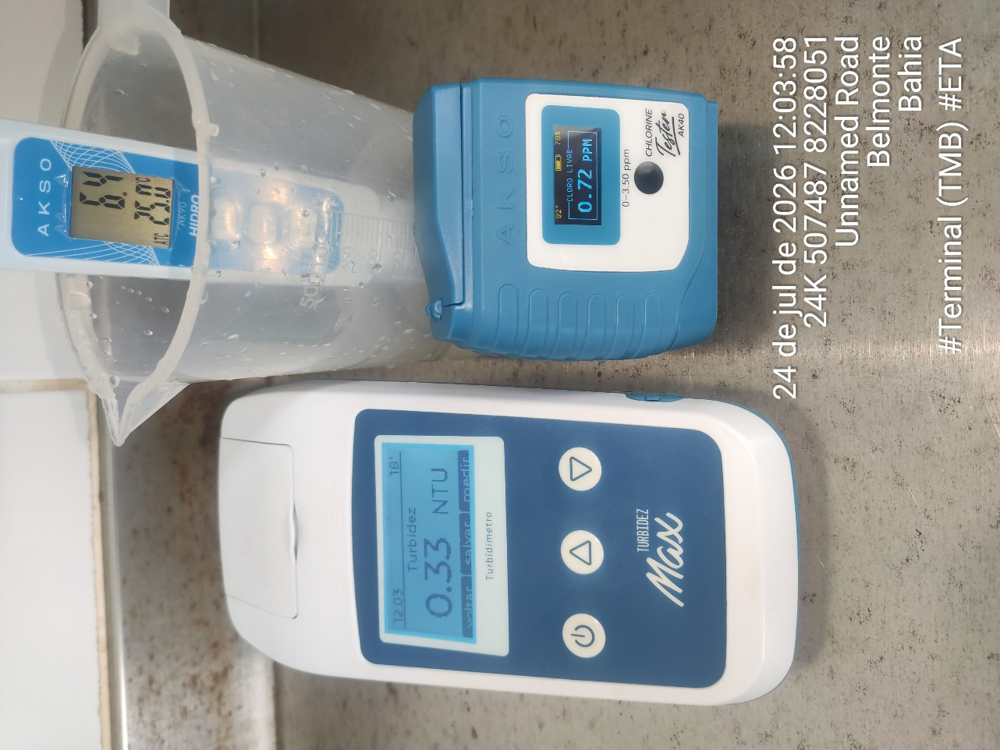 AKSO
6.4
ATC 25.0 °C
AK90
HIDRO
500
AKSO
92' 70%
CLORO LIVRE
0.72 PPM
0-3.50 ppm
CHLORINE
Tester
AK40
12:03 18'
Turbidez
0.33 NTU
voltar salvar medir
Turbidímetro
TURBIDEZ
Max
24 de jul de 2026 12:03:58
24K 507487 8228051
Unnamed Road
Belmonte
Bahia
#Terminal (TMB) #ETA